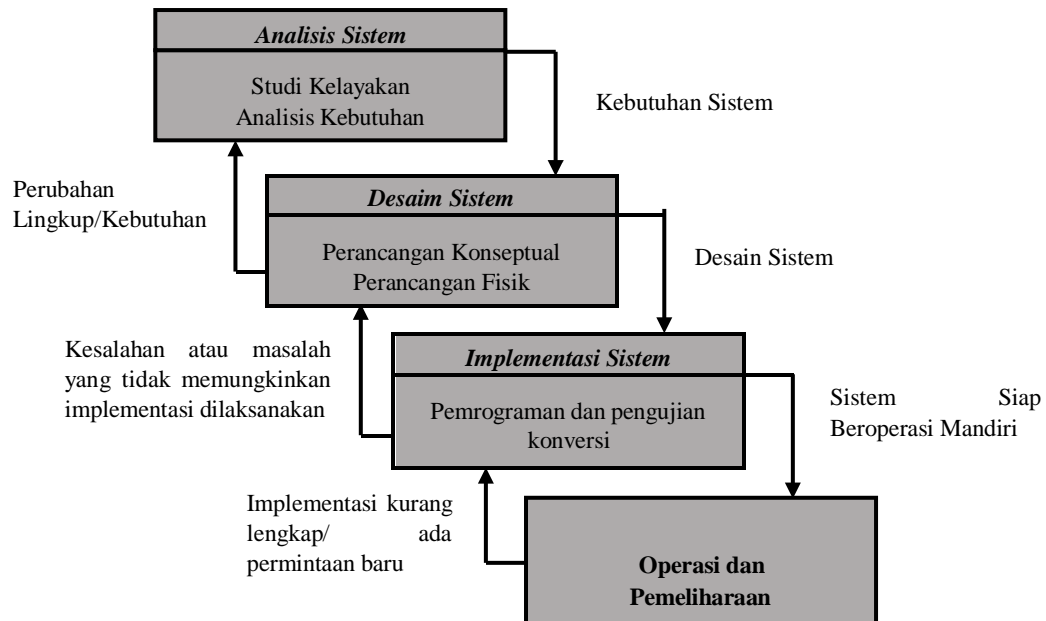 Analisis Sistem
Studi Kelayakan
Analisis Kebutuhan
Kebutuhan Sistem
Perubahan
Lingkup/Kebutuhan
Desaim Sistem
Perancangan Konseptual
Perancangan Fisik
Desain Sistem
Kesalahan atau masalah
yang tidak memungkinkan
implementasi dilaksanakan
Implementasi Sistem
Pemrograman dan pengujian
konversi
Sistem Siap
Beroperasi Mandiri
Implementasi kurang
lengkap/ ada
permintaan baru
Operasi dan
Pemeliharaan